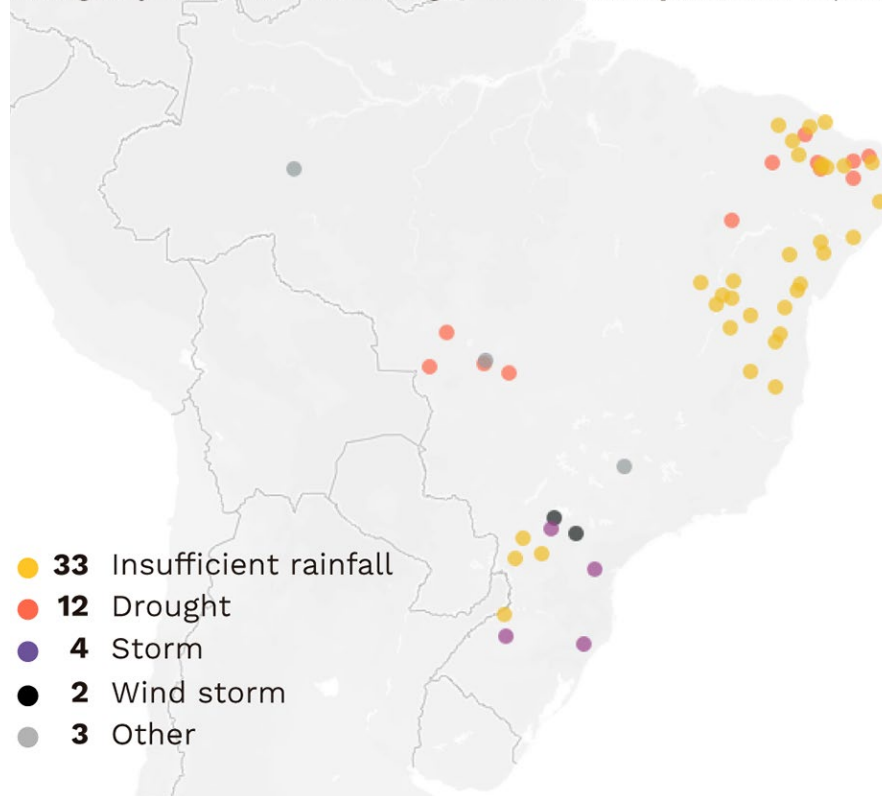 33 Insufficient rainfall
12 Drought
4 Storm
2 Wind storm
3 Other